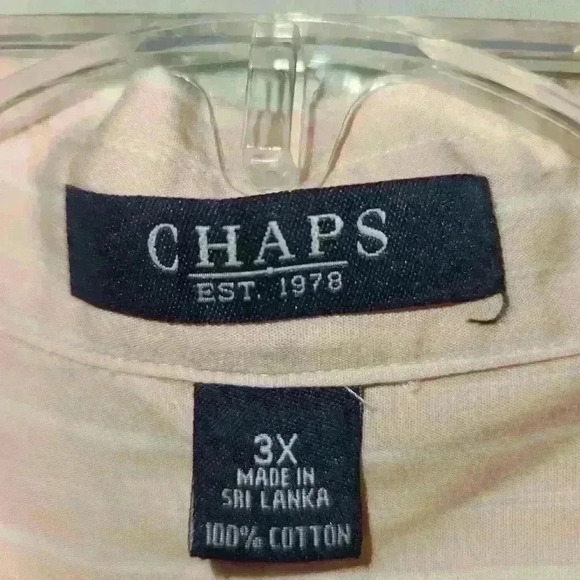 CHAPS
EST. 1978
3X
MADE IN
SRI LANKA
100% COTTON